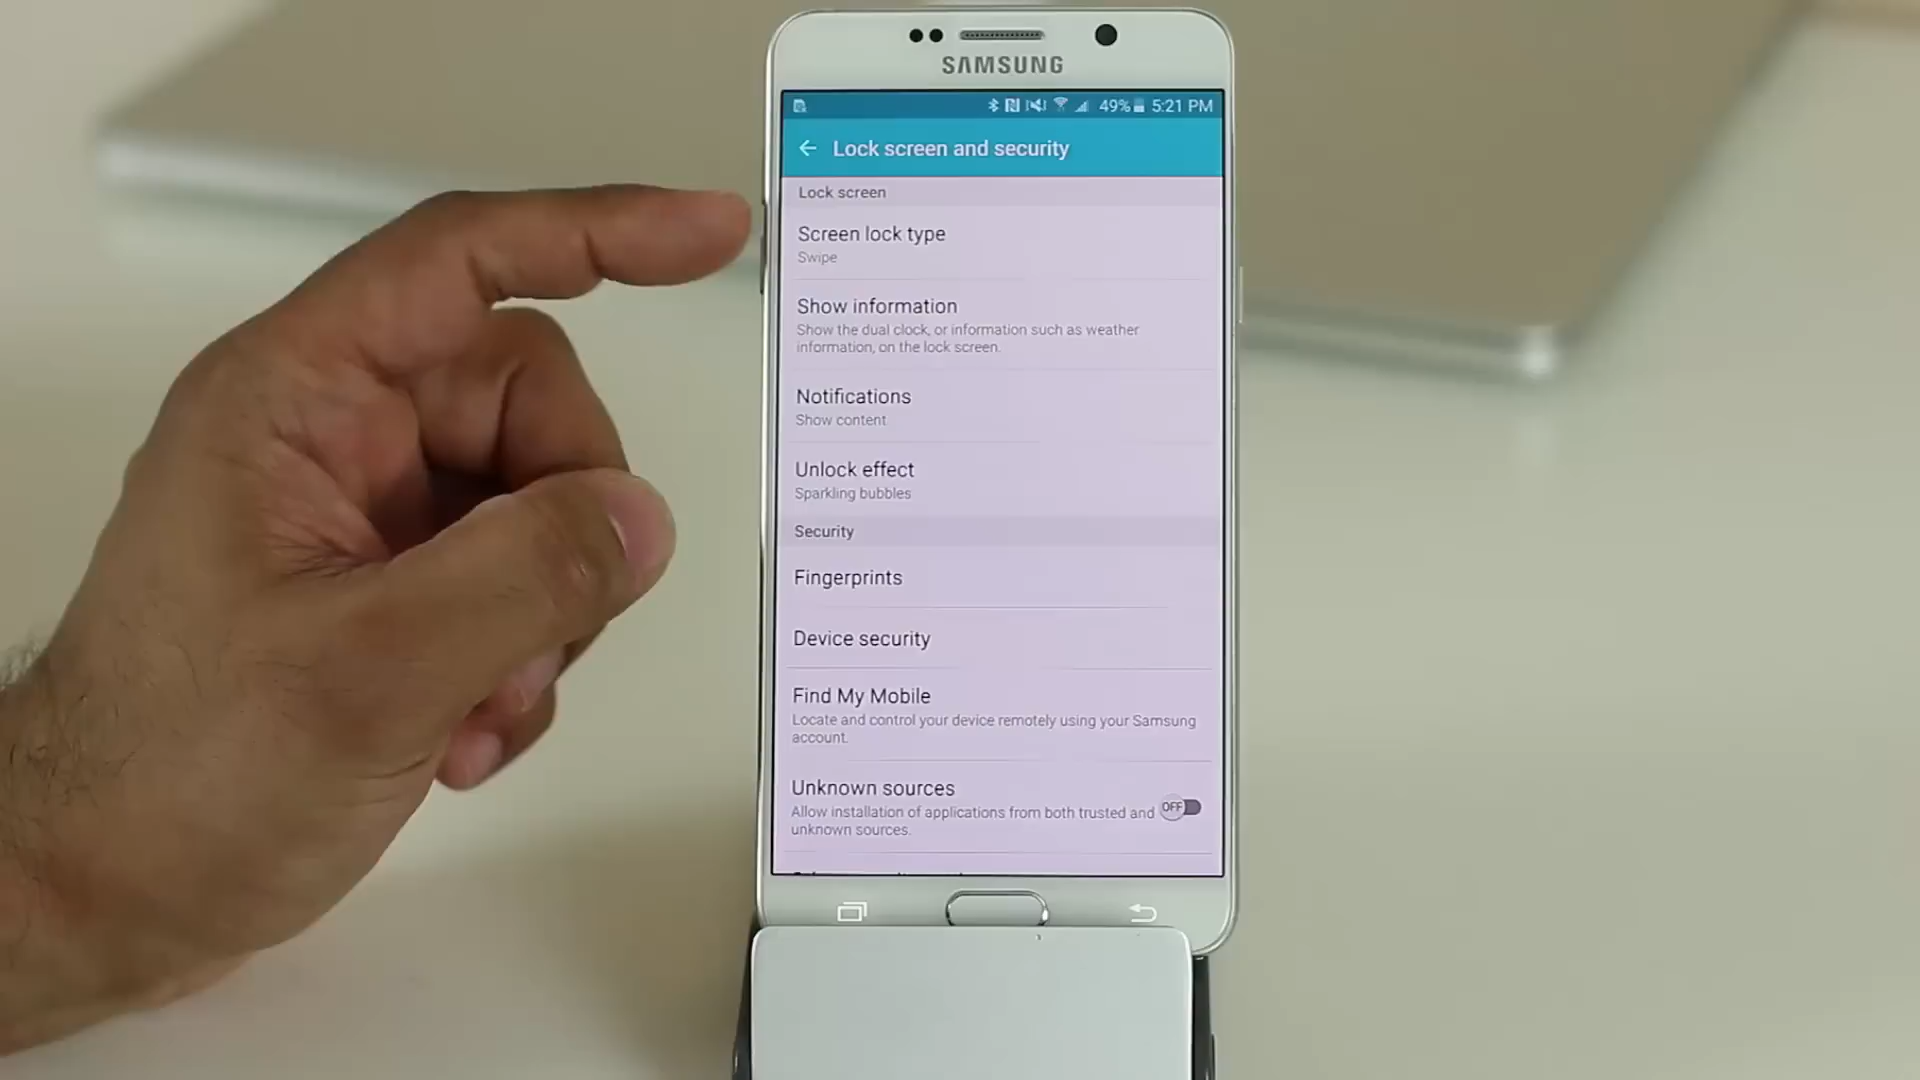 SAMSUNG
49% 5:21 PM
Lock screen and security
Lock screen
Screen lock type
Swipe
Show information
Show the dual clock, or information such as weather
information, on the lock screen.
Notifications
Show content
Unlock effect
Sparkling bubbles
Security
Fingerprints
Device security
Find My Mobile
Locate and control your device remotely using your Samsung
account.
Unknown sources
Allow installation of applications from both trusted and
unknown sources.
OFF